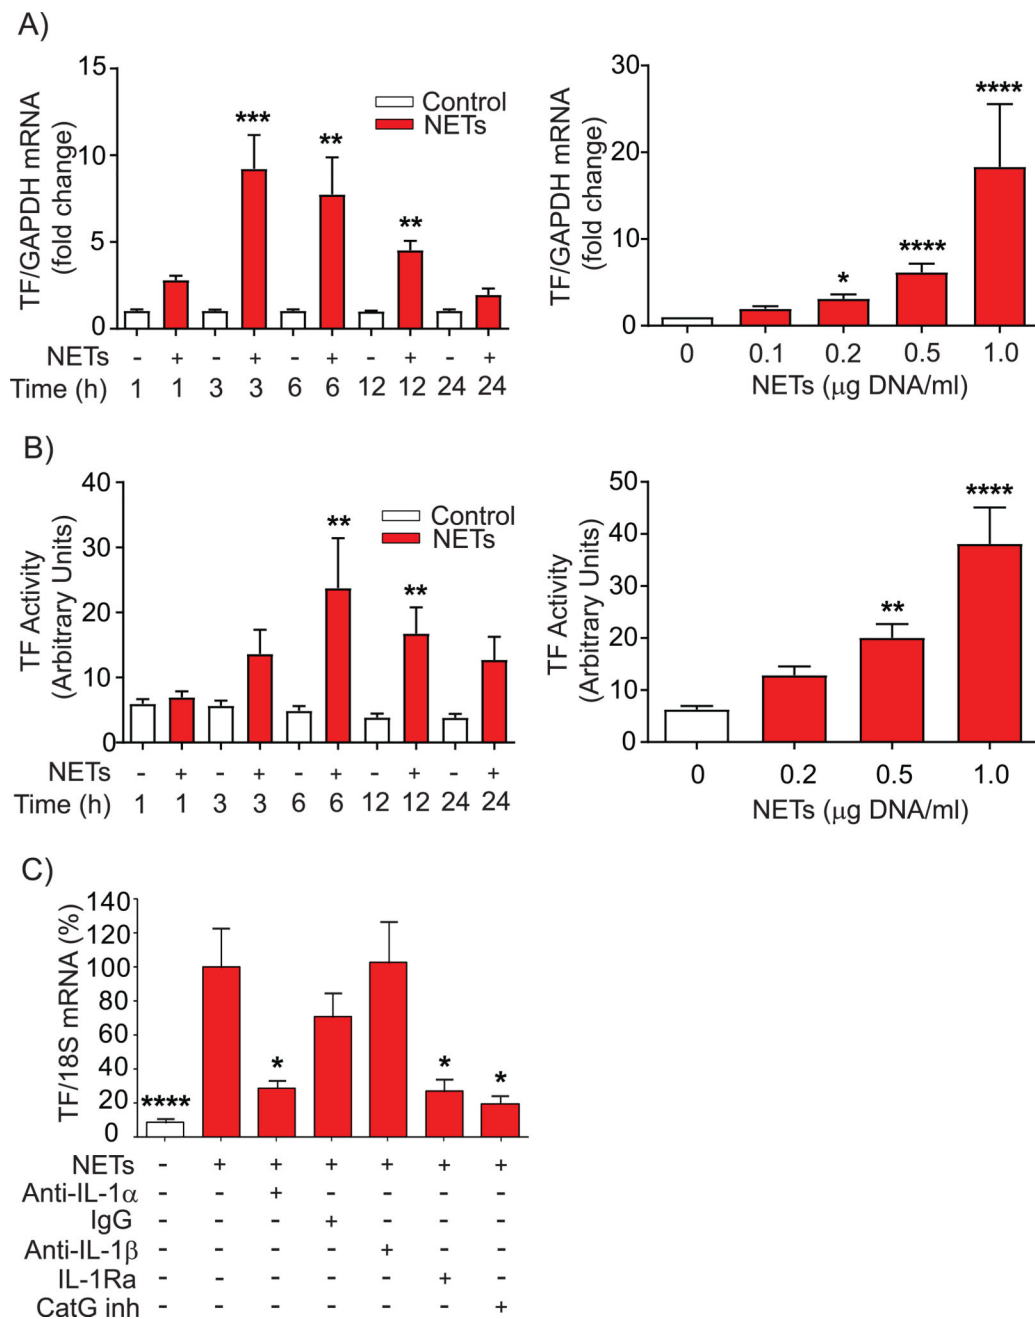 A)
TF/GAPDH mRNA
(fold change)
15
10
5
0
Control
NETs
***
**
**
NETs - + - + - + - + - +
Time (h) 1 1 3 3 6 6 12 12 24 24
TF/GAPDH mRNA
(fold change)
30
20
10
0
*
****
****
0 0.1 0.2 0.5 1.0
NETs (μg DNA/ml)
B)
TF Activity
(Arbitrary Units)
40
30
20
10
0
Control
NETs
**
**
NETs - + - + - + - + - +
Time (h) 1 1 3 3 6 6 12 12 24 24
TF Activity
(Arbitrary Units)
50
40
30
20
10
0
**
****
0 0.2 0.5 1.0
NETs (μg DNA/ml)
C)
TF/18S mRNA (%)
140
120
100
80
60
40
20
0
****
*
*
*
NETs - + + + + + +
Anti-IL-1α - - + - - - -
IgG - - - + - - -
Anti-IL-1β - - - - + - -
IL-1Ra - - - - - + -
CatG inh - - - - - - +